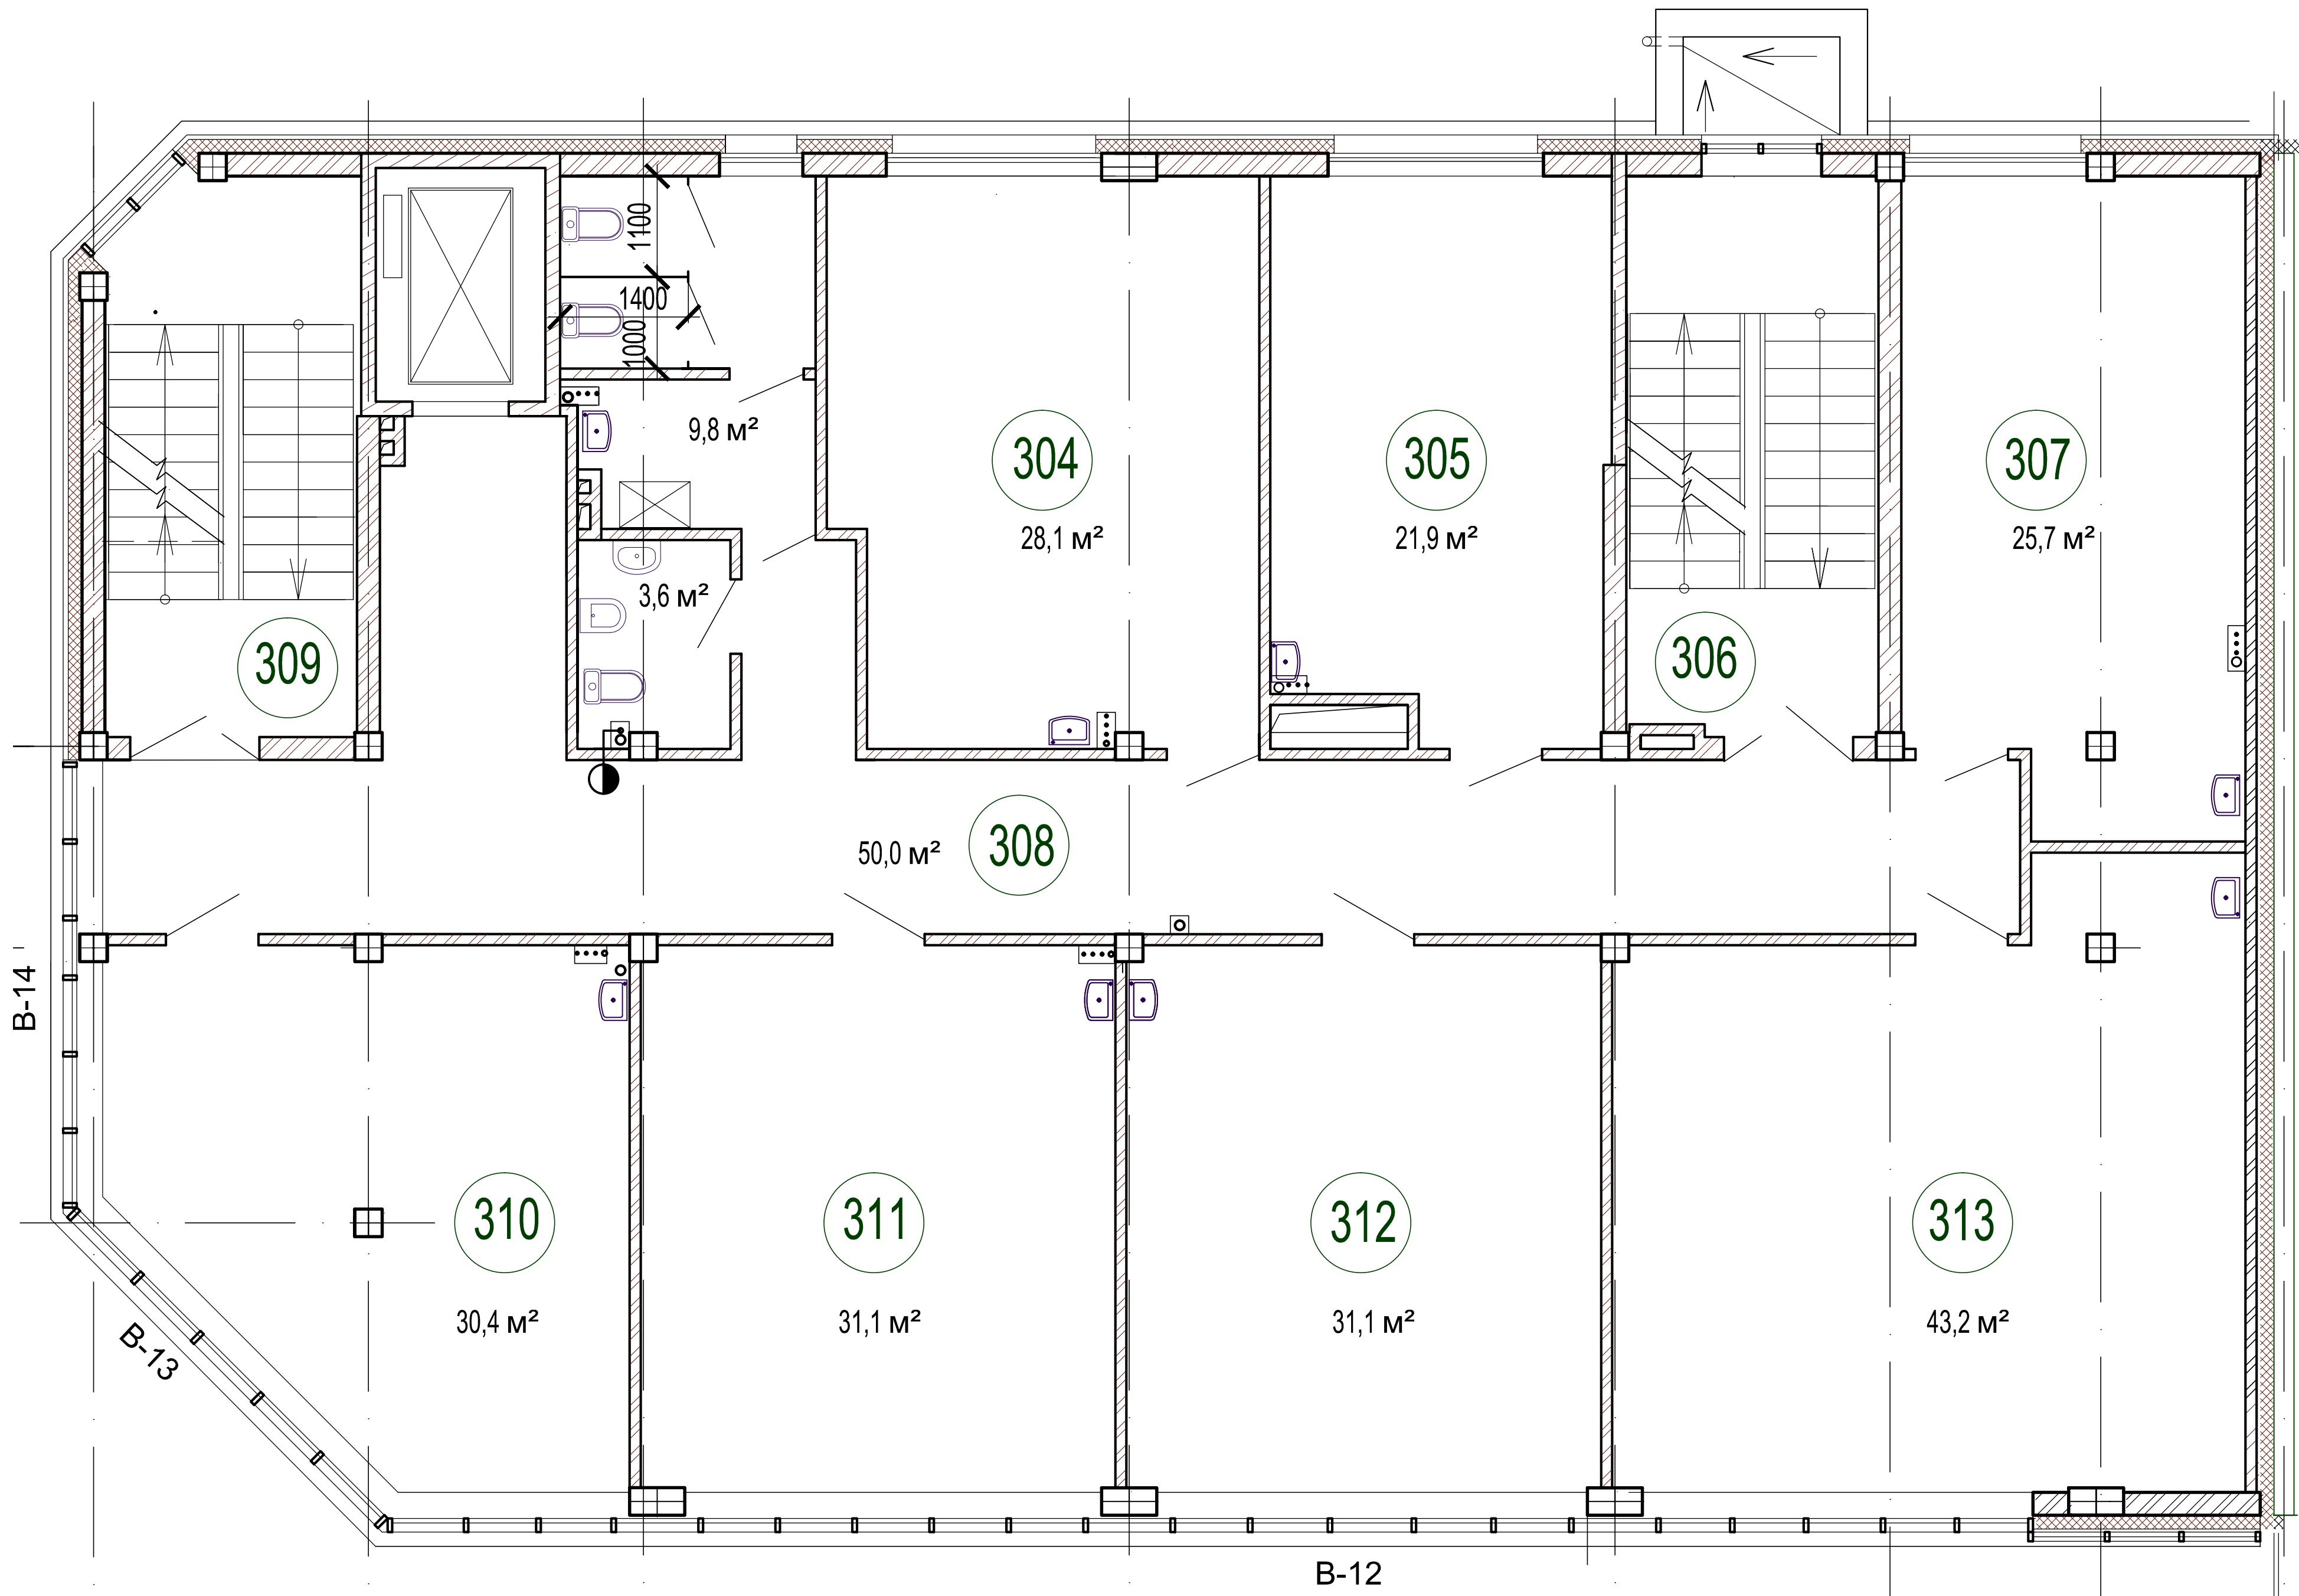 1100
1400
1000
9,8 м²
304
305
307
28,1 м²
21,9 м²
25,7 м²
3,6 м²
309
306
50,0 м²
308
В-14
310
311
312
313
30,4 м²
31,1 м²
31,1 м²
43,2 м²
В-13
В-12